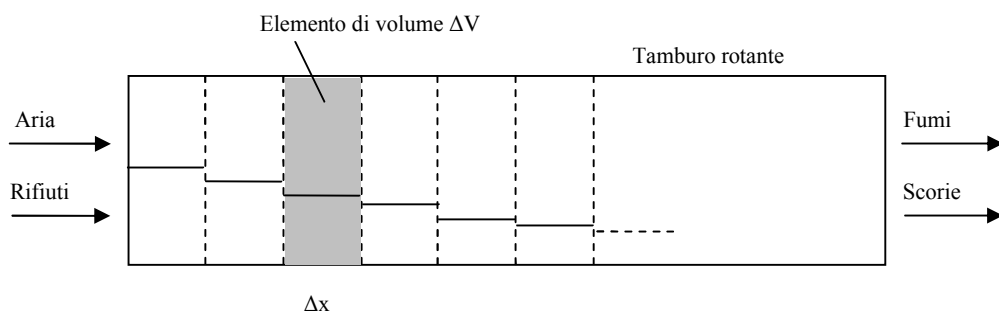 Elemento di volume ΔV
Tamburo rotante
Aria
Fumi
Rifiuti
Scorie
Δx